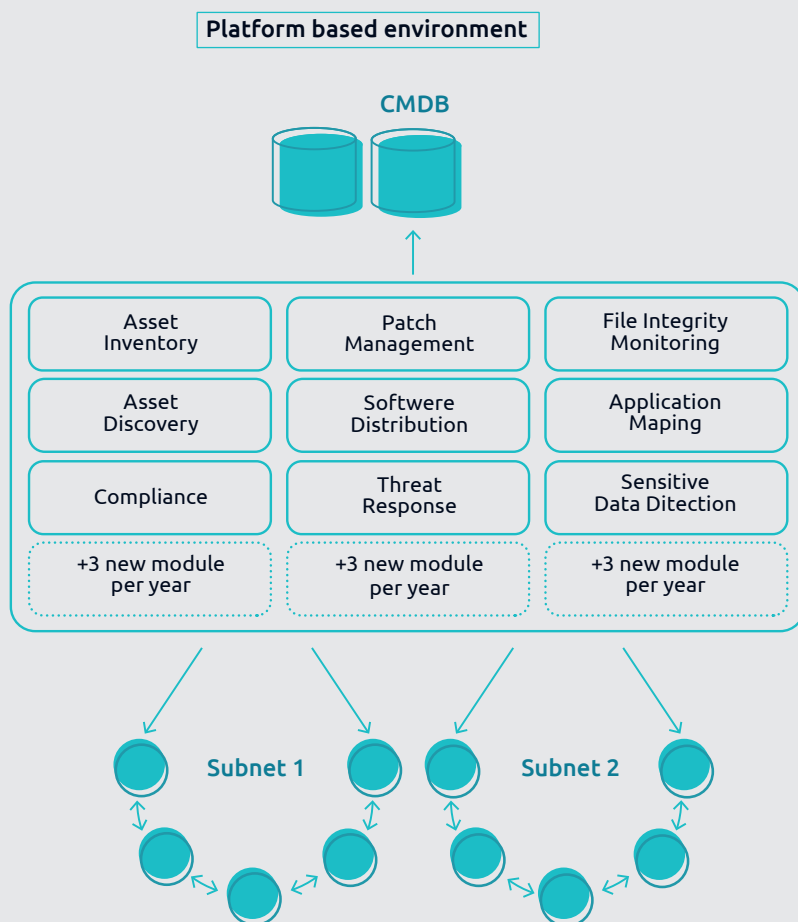 Platform based environment
CMDB
Asset
Inventory
Patch
Management
File Integrity
Monitoring
Asset
Discovery
Softwere
Distribution
Application
Maping
Compliance
Threat
Response
Sensitive
Data Ditection
+3 new module
per year
+3 new module
per year
+3 new module
per year
Subnet 1
Subnet 2